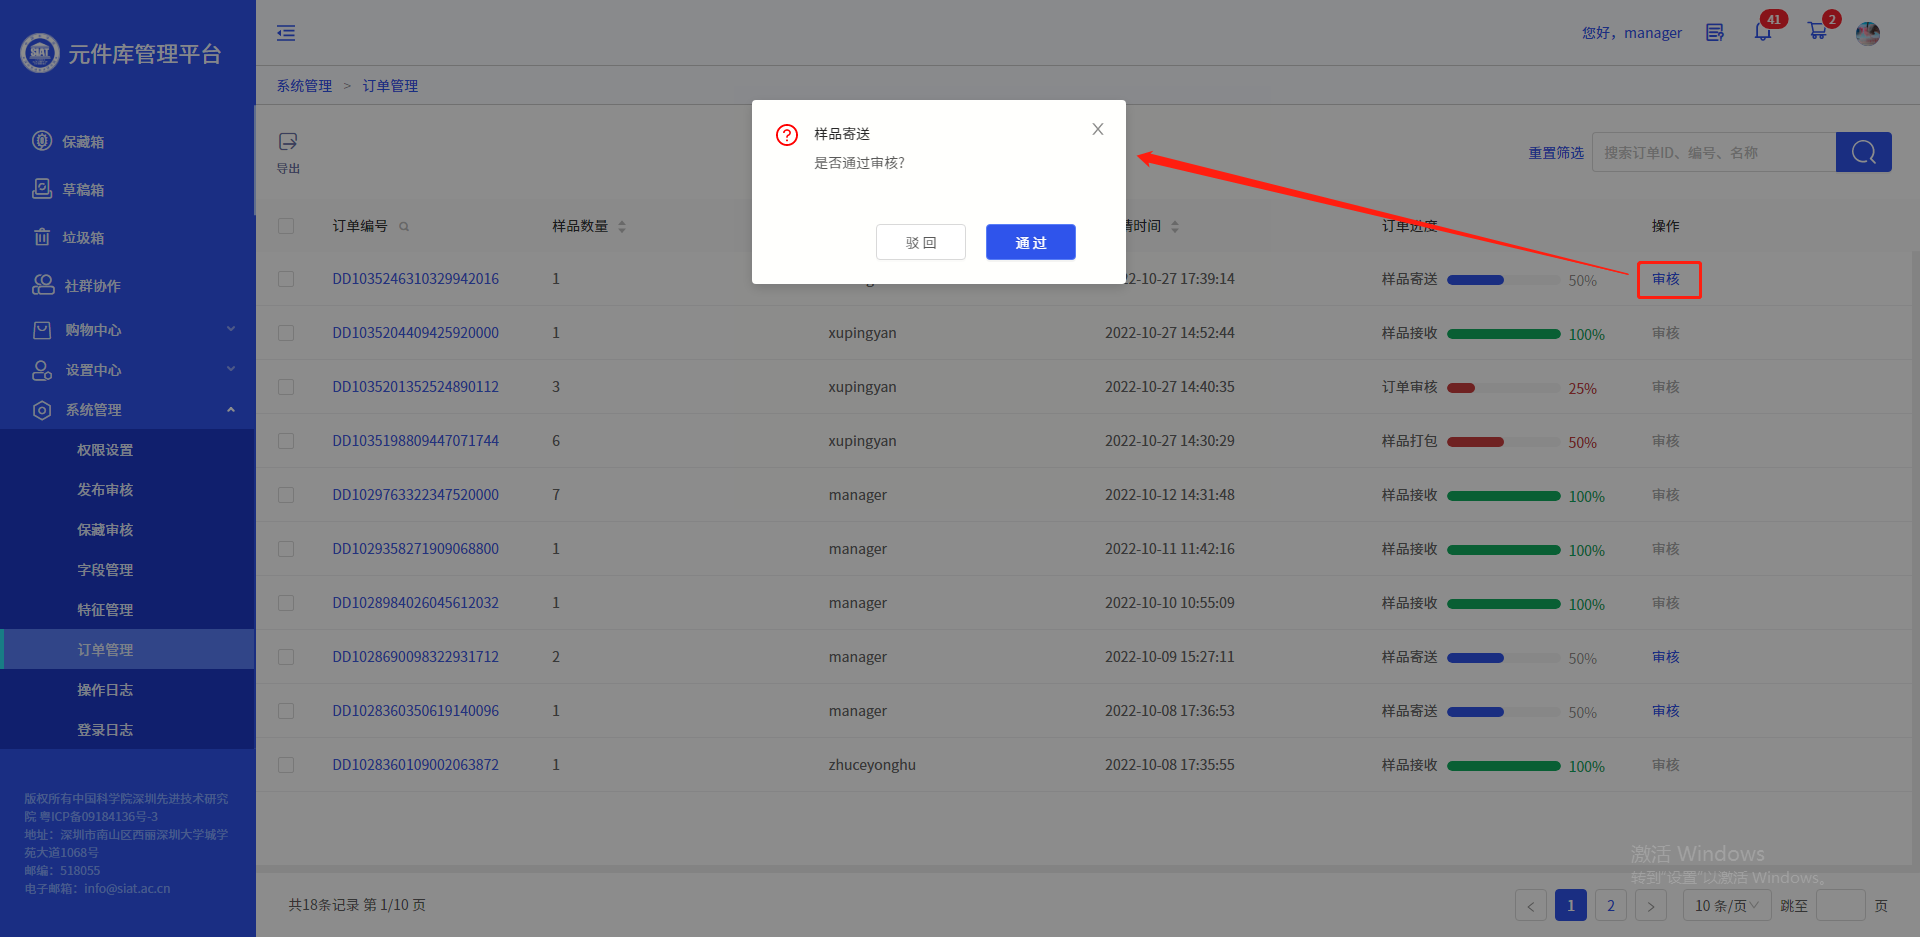 SIAT
元件库管理平台
您好，manager
41
2
系统管理 > 订单管理
保藏箱
草稿箱
垃圾箱
社群协作
购物中心
设置中心
系统管理
权限设置
发布审核
保藏审核
字段管理
特征管理
订单管理
操作日志
登录日志
版权所有中国科学院深圳先进技术研究
院 粤ICP备09184136号-3
地址：深圳市南山区西丽深圳大学城学
苑大道1068号
邮编：518055
电子邮箱：info@siat.ac.cn
导出
重置筛选
搜索订单ID、编号、名称
样品寄送
是否通过审核?
驳 回
通 过
订单编号 样品数量 请时间 订单进度 操作
DD1035246310329942016 1 22-10-27 17:39:14 样品寄送 50% 审核
DD1035204409425920000 1 xupingyan 2022-10-27 14:52:44 样品接收 100% 审核
DD1035201352524890112 3 xupingyan 2022-10-27 14:40:35 订单审核 25% 审核
DD1035198809447071744 6 xupingyan 2022-10-27 14:30:29 样品打包 50% 审核
DD1029763322347520000 7 manager 2022-10-12 14:31:48 样品接收 100% 审核
DD1029358271909068800 1 manager 2022-10-11 11:42:16 样品接收 100% 审核
DD1028984026045612032 1 manager 2022-10-10 10:55:09 样品接收 100% 审核
DD1028690098322931712 2 manager 2022-10-09 15:27:11 样品寄送 50% 审核
DD1028360350619140096 1 manager 2022-10-08 17:36:53 样品寄送 50% 审核
DD1028360109002063872 1 zhuceyonghu 2022-10-08 17:35:55 样品接收 100% 审核
激活 Windows
转到"设置"以激活 Windows。
共18条记录 第 1/10 页
< 1 2 > 10 条/页 跳至 页